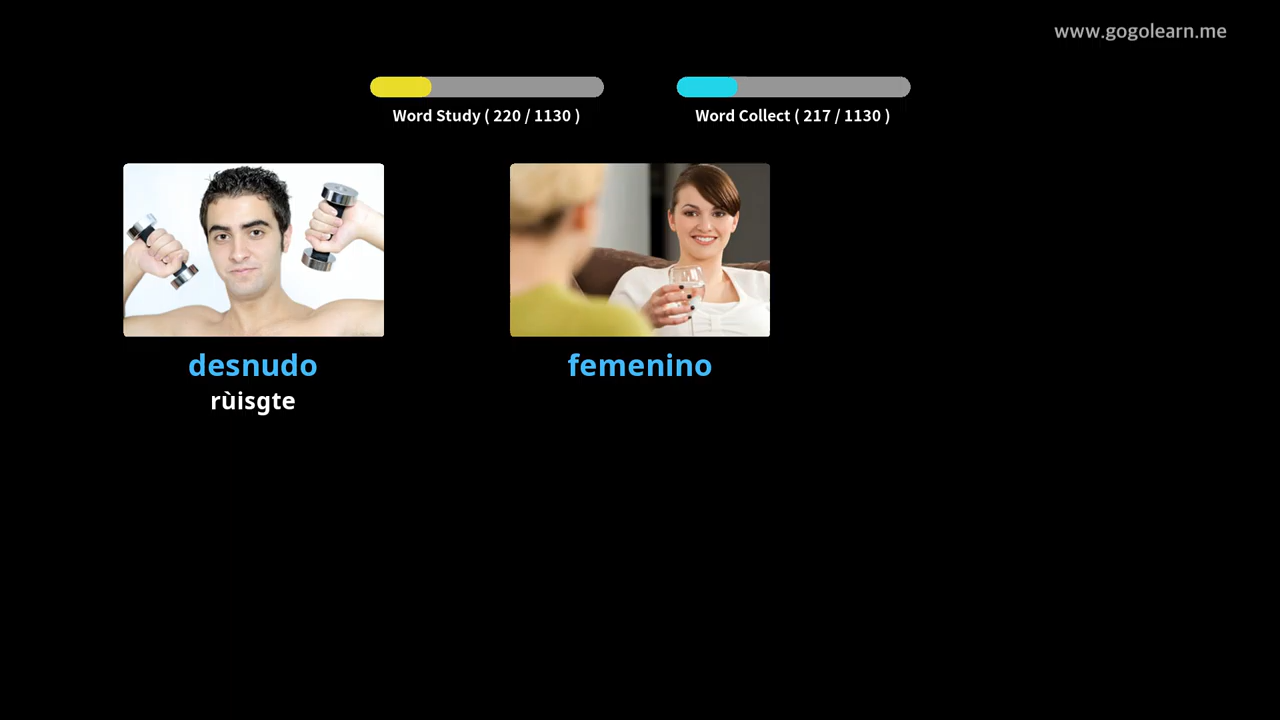 www.gogolearn.me
Word Study ( 220 / 1130 )
Word Collect ( 217 / 1130 )
desnudo
femenino
rùisgte